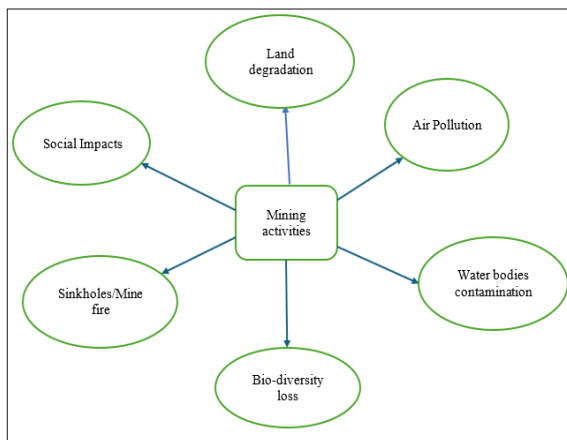 Land
degradation
Air Pollution
Social Impacts
Mining
activities
Water bodies
contamination
Sinkholes/Mine
fire
Bio-diversity
loss